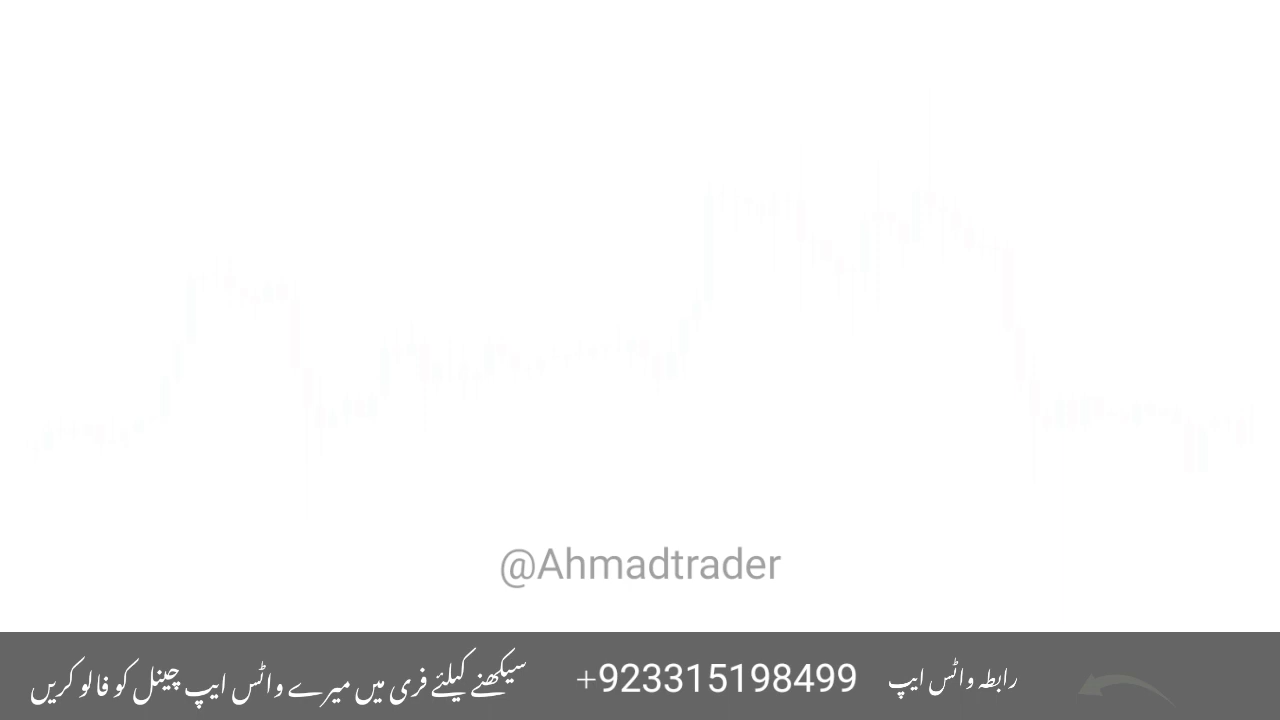 @Ahmadtrader
رابطہ واٹس ایپ +923315198499 سیکھنے کیلئے فری میں میرے واٹس ایپ چینل کو فالو کریں